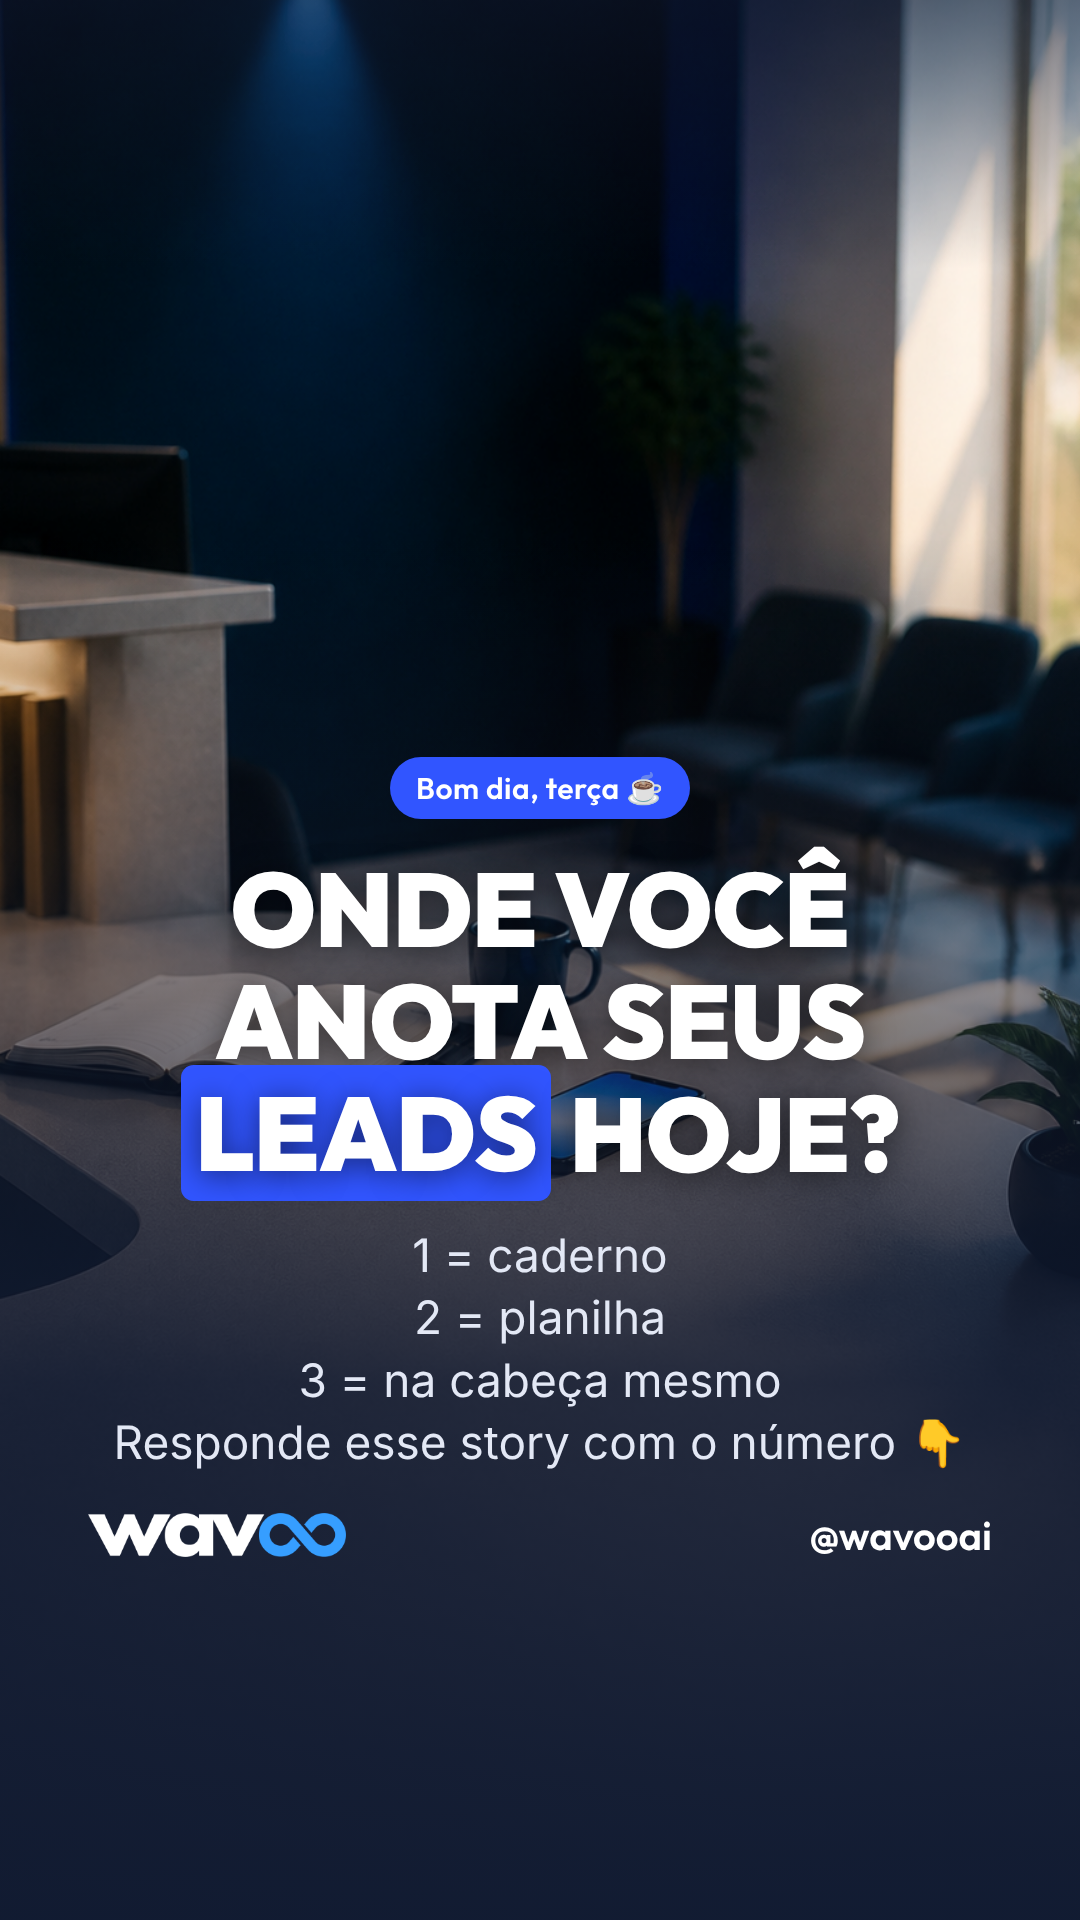 Bom dia, terça ☕
ONDE VOCÊ
ANOTA SEUS
LEADS HOJE?
1 = caderno
2 = planilha
3 = na cabeça mesmo
Responde esse story com o número 👇
wavoo
@wavooai